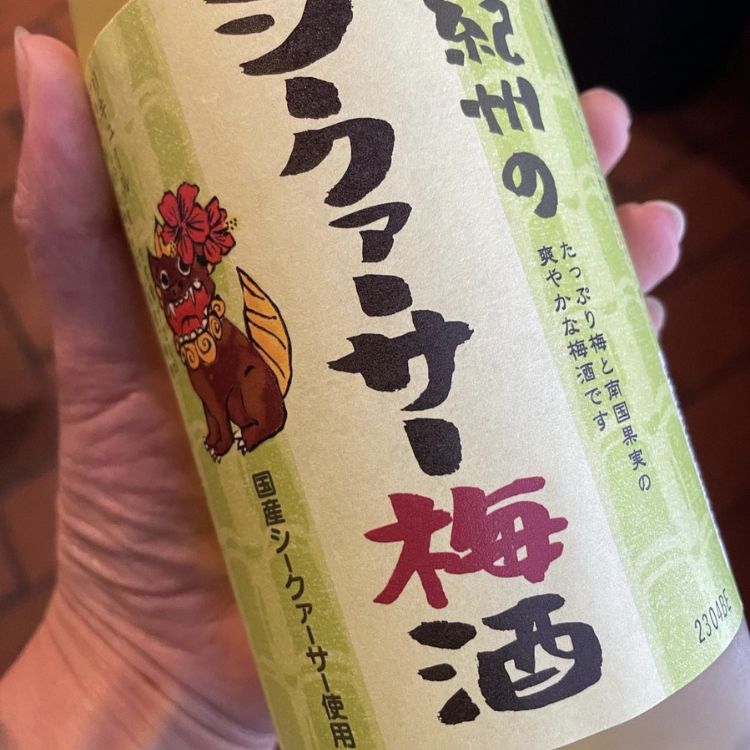 紀州の
シークァーサー梅酒
たっぷり梅と南国果実の
爽やかな梅酒です
国産シークァーサー使用
2304BE